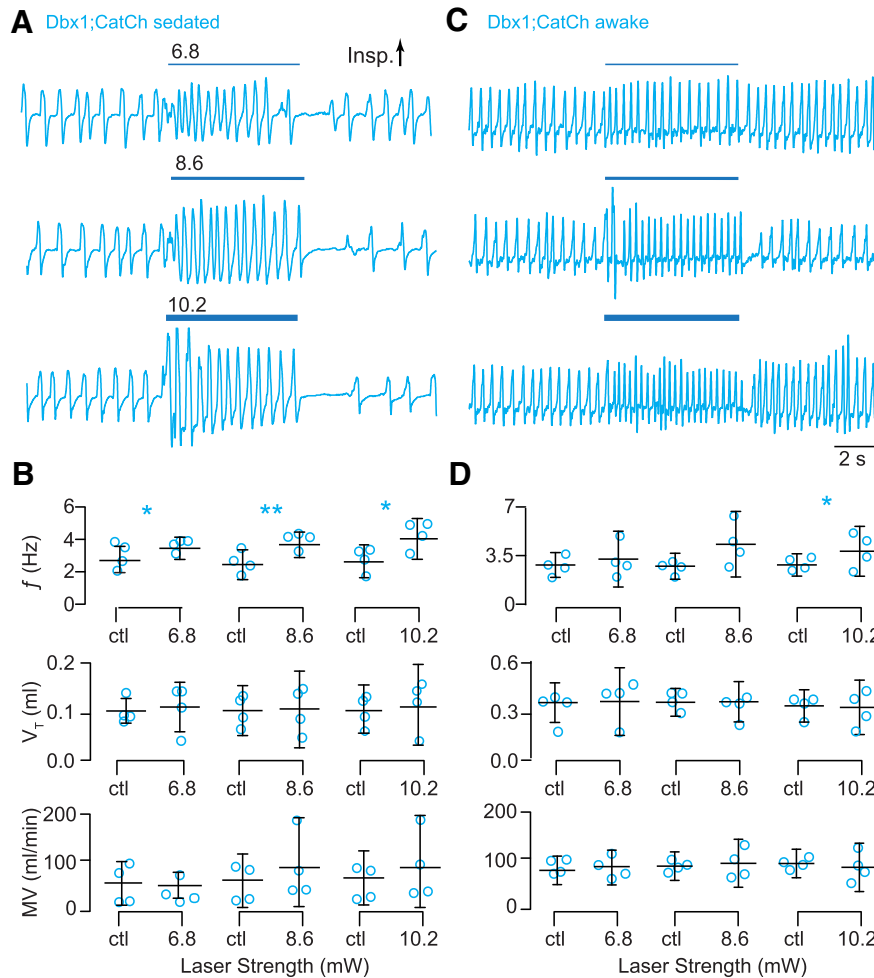 A Dbx1;CatCh sedated
6.8
Insp.
8.6
10.2
C Dbx1;CatCh awake
2 s
B
f (Hz)
6
4
2
0
* ** *
ctl 6.8 ctl 8.6 ctl 10.2
VT (ml)
0.2
0.1
0.0
ctl 6.8 ctl 8.6 ctl 10.2
MV (ml/min)
200
100
0
ctl 6.8 ctl 8.6 ctl 10.2
Laser Strength (mW)
D
7
3.5
0
*
ctl 6.8 ctl 8.6 ctl 10.2
0.6
0.3
0.0
ctl 6.8 ctl 8.6 ctl 10.2
200
100
0
ctl 6.8 ctl 8.6 ctl 10.2
Laser Strength (mW)